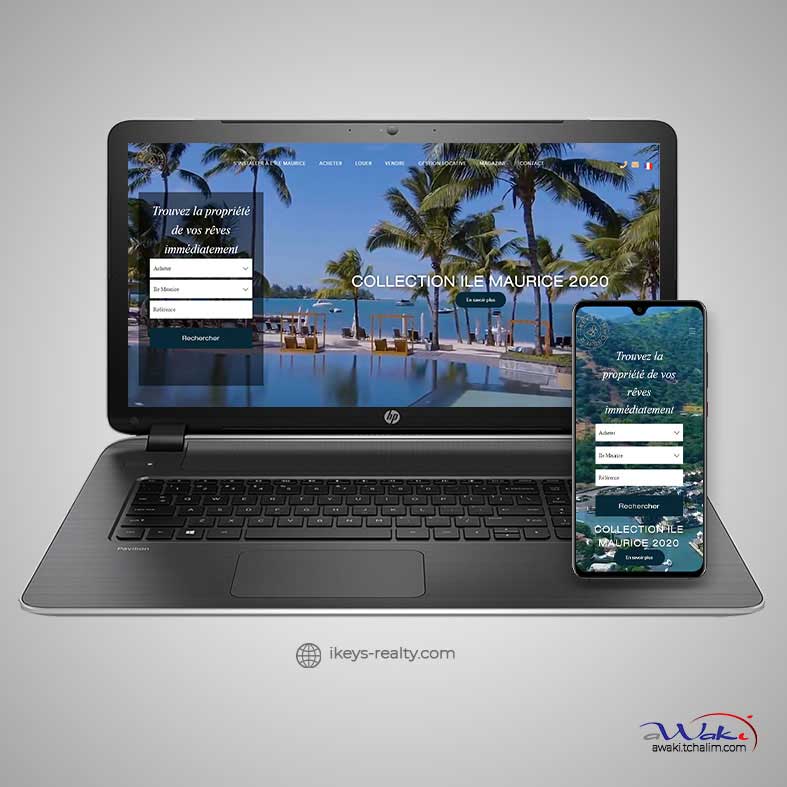 S'INSTALLER À L'ÎLE MAURICE ACHETER LOUER VENDRE GESTION LOCATIVE MAGAZINE CONTACT
Trouvez la propriété
de vos rêves
immédiatement
Acheter
Ile Maurice
Référence
Rechercher
COLLECTION ILE MAURICE 2020
En savoir plus
hp
Pavilion
Trouvez la
propriété de vos
rêves
immédiatement
Acheter
Ile Maurice
Référence
Rechercher
COLLECTION ILE
MAURICE 2020
En savoir plus
ikeys-realty.com
aWaki
awaki.tchalim.com